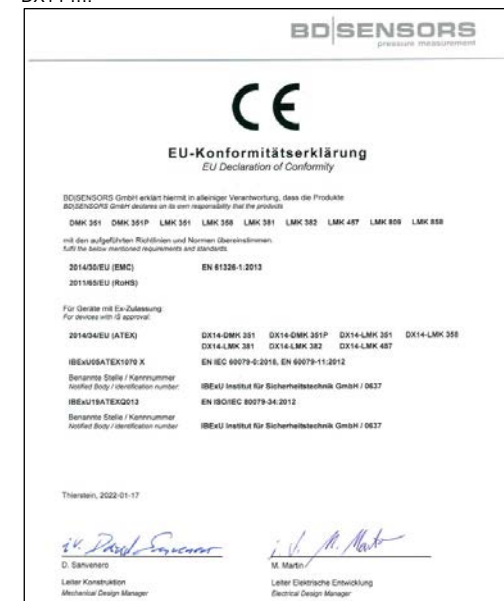 BD|SENSORS
pressure measurement
CE
EU-Konformitätserklärung
EU Declaration of Conformity
BD|SENSORS GmbH erklärt hiermit in alleiniger Verantwortung, dass die Produkte
BD|SENSORS GmbH declares on its own responsibility that the products
DMK 351 DMK 351P LMK 351 LMK 358 LMK 381 LMK 382 LMK 487 LMK 809 LMK 858
mit den aufgeführten Richtlinien und Normen übereinstimmen.
fulfil the below mentioned requirements and standards.
2014/30/EU (EMC) EN 61326-1:2013
2011/65/EU (RoHS)
Für Geräte mit Ex-Zulassung:
For devices with IS approval:
2014/34/EU (ATEX) DX14-DMK 351 DX14-DMK 351P DX14-LMK 351 DX14-LMK 358
DX14-LMK 381 DX14-LMK 382 DX14-LMK 487
IBExU05ATEX1070 X EN IEC 60079-0:2018, EN 60079-11:2012
Benannte Stelle / Kennnummer
Notified Body / identification number: IBExU Institut für Sicherheitstechnik GmbH / 0637
IBExU19ATEXQ013 EN ISO/IEC 80079-34:2012
Benannte Stelle / Kennnummer
Notified Body / identification number IBExU Institut für Sicherheitstechnik GmbH / 0637
Thierstein, 2022-01-17
D. Sanvenero M. Martin
Leiter Konstruktion Leiter Elektrische Entwicklung
Mechanical Design Manager Electrical Design Manager